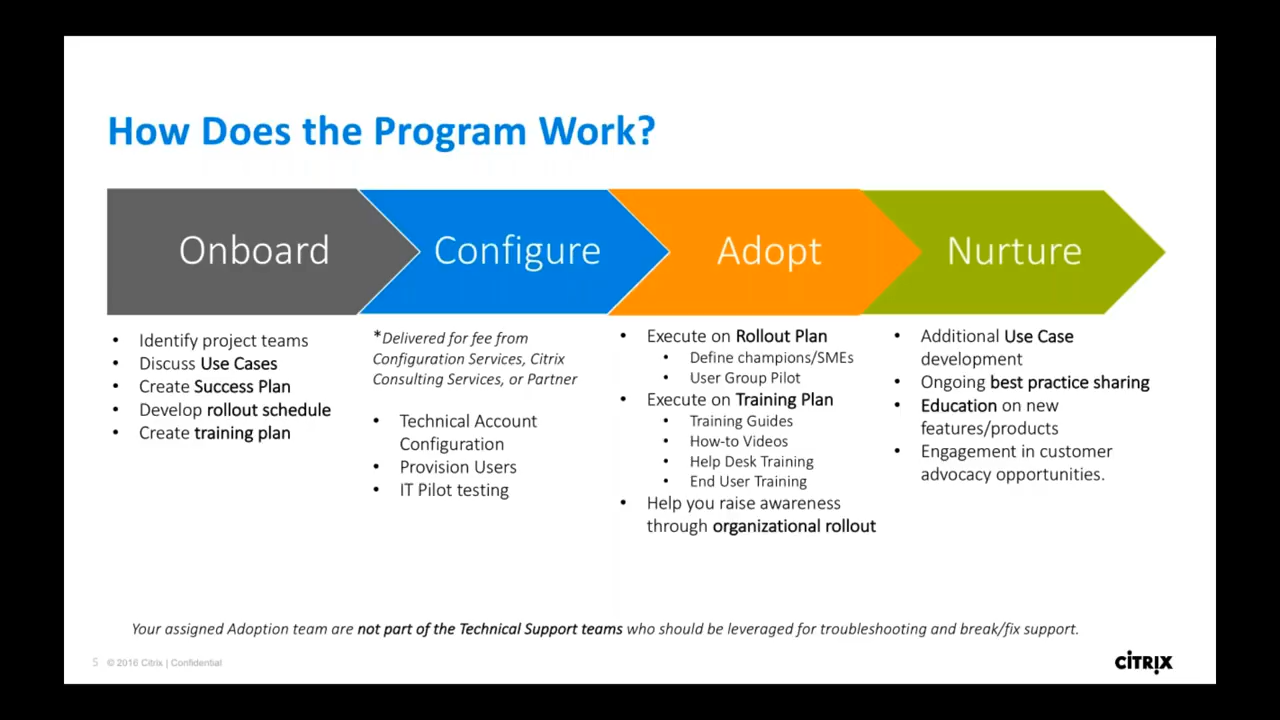 How Does the Program Work?
Onboard
Configure
Adopt
Nurture
• Identify project teams
• Discuss Use Cases
• Create Success Plan
• Develop rollout schedule
• Create training plan
*Delivered for fee from
Configuration Services, Citrix
Consulting Services, or Partner
• Technical Account
Configuration
• Provision Users
• IT Pilot testing
• Execute on Rollout Plan
• Define champions/SMEs
• User Group Pilot
• Execute on Training Plan
• Training Guides
• How-to Videos
• Help Desk Training
• End User Training
• Help you raise awareness
through organizational rollout
• Additional Use Case
development
• Ongoing best practice sharing
• Education on new
features/products
• Engagement in customer
advocacy opportunities.
Your assigned Adoption team are not part of the Technical Support teams who should be leveraged for troubleshooting and break/fix support.
5 © 2016 Citrix | Confidential
CITRIX